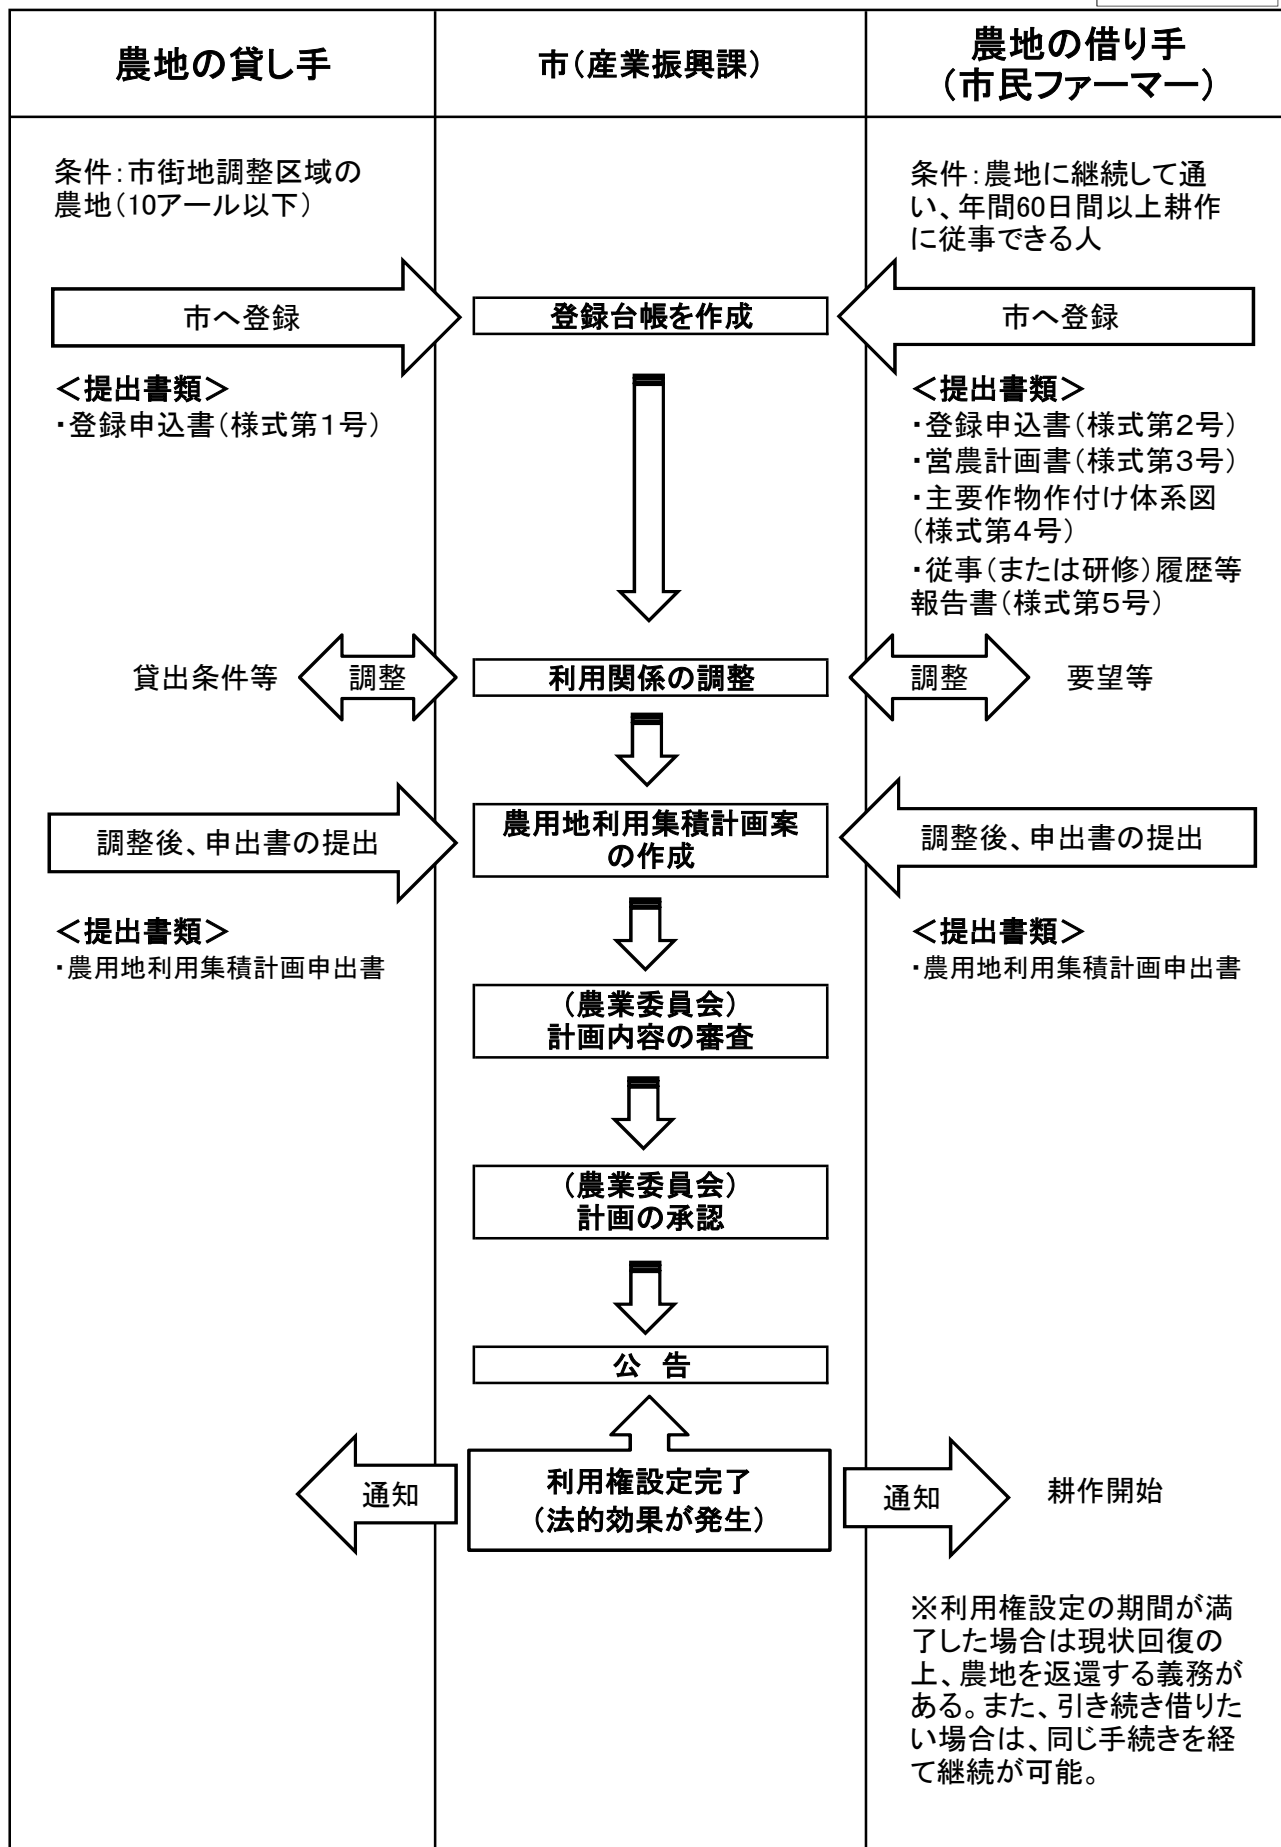 農地の貸し手
市（産業振興課）
農地の借り手
（市民ファーマー）
条件：市街地調整区域の
農地（10アール以下）
条件：農地に継続して通
い、年間60日間以上耕作
に従事できる人
市へ登録
登録台帳を作成
市へ登録
＜提出書類＞
・登録申込書（様式第１号）
＜提出書類＞
・登録申込書（様式第２号）
・営農計画書（様式第３号）
・主要作物作付け体系図
（様式第４号）
・従事（または研修）履歴等
報告書（様式第５号）
貸出条件等
調整
利用関係の調整
調整
要望等
調整後、申出書の提出
農用地利用集積計画案
の作成
調整後、申出書の提出
＜提出書類＞
・農用地利用集積計画申出書
＜提出書類＞
・農用地利用集積計画申出書
（農業委員会）
計画内容の審査
（農業委員会）
計画の承認
公　告
通知
利用権設定完了
（法的効果が発生）
通知
耕作開始
※利用権設定の期間が満
了した場合は現状回復の
上、農地を返還する義務が
ある。また、引き続き借りた
い場合は、同じ手続きを経
て継続が可能。